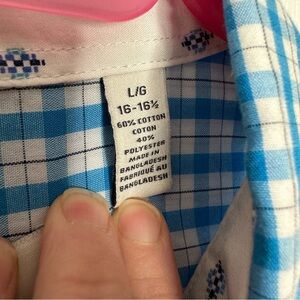 L/G
16-16½
60% COTTON
COTON
40%
POLYESTER
MADE IN
BANGLADESH
FABRIQUÉ AU
BANGLADESH